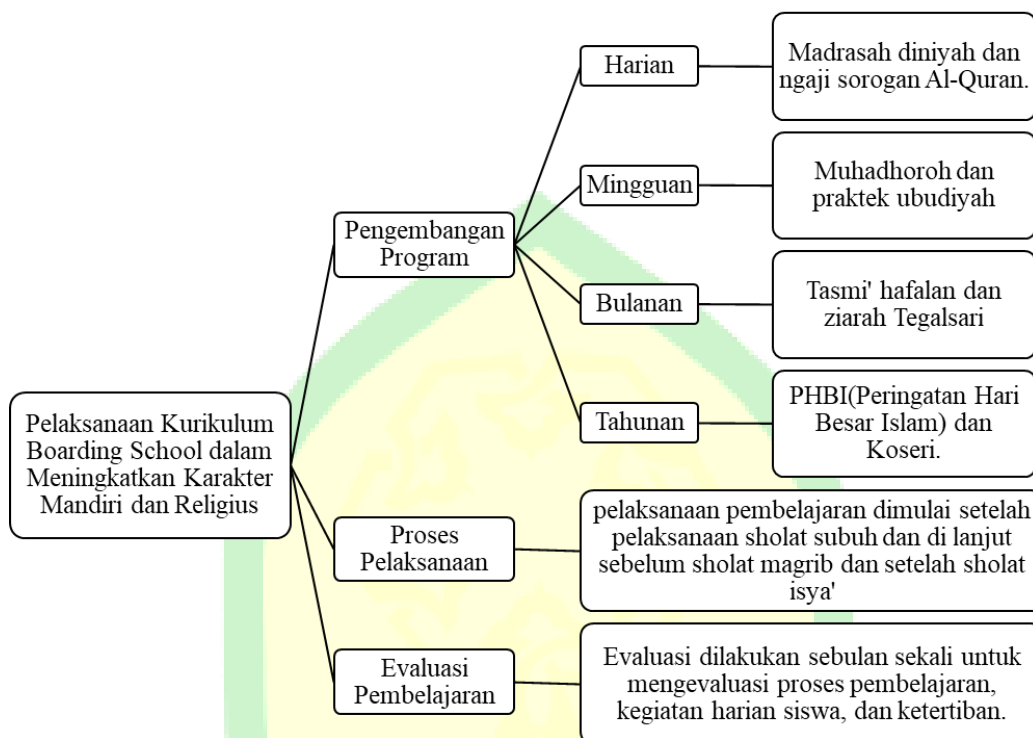 Pelaksanaan Kurikulum
Boarding School dalam
Meningkatkan Karakter
Mandiri dan Religius
Pengembangan
Program
Harian
Madrasah diniyah dan
ngaji sorogan Al-Quran.
Mingguan
Muhadhoroh dan
praktek ubudiyah
Bulanan
Tasmi' hafalan dan
ziarah Tegalsari
Tahunan
PHBI(Peringatan Hari
Besar Islam) dan
Koseri.
Proses
Pelaksanaan
pelaksanaan pembelajaran dimulai setelah
pelaksanaan sholat subuh dan di lanjut
sebelum sholat magrib dan setelah sholat
isya'
Evaluasi
Pembelajaran
Evaluasi dilakukan sebulan sekali untuk
mengevaluasi proses pembelajaran,
kegiatan harian siswa, dan ketertiban.